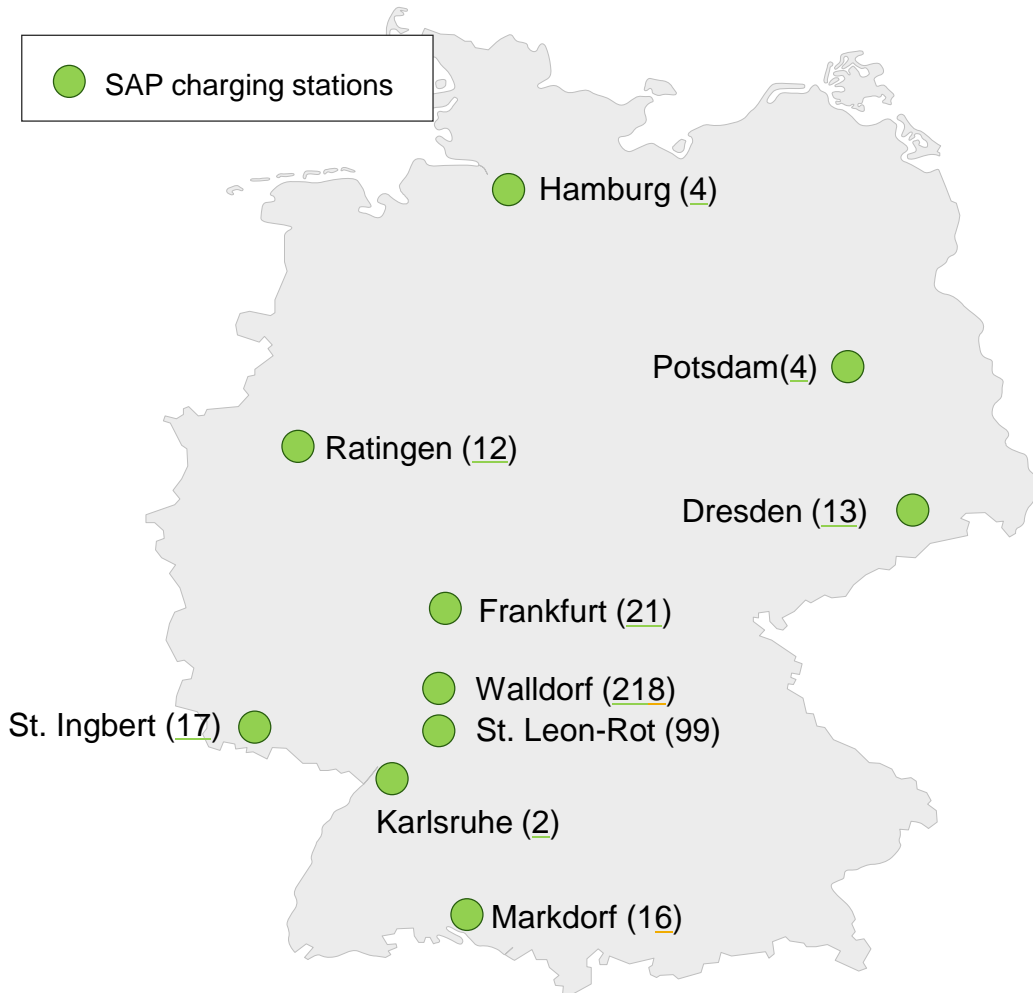 SAP charging stations
Hamburg (4)
Potsdam(4)
Ratingen (12)
Dresden (13)
Frankfurt (21)
Walldorf (218)
St. Ingbert (17)
St. Leon-Rot (99)
Karlsruhe (2)
Markdorf (16)